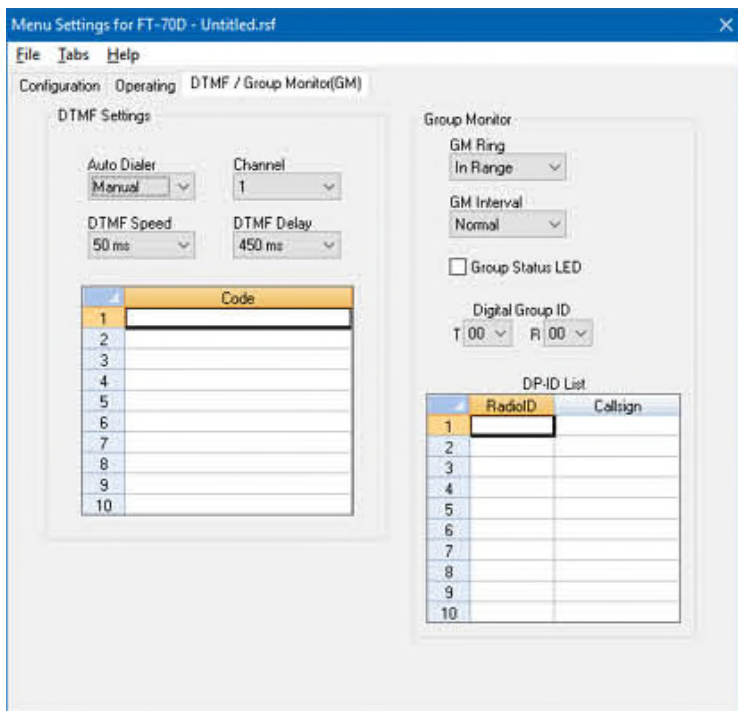 Menu Settings for FT-70D - Untitled.rsf
File Tabs Help
Configuration Operating DTMF / Group Monitor(GM)
DTMF Settings
Auto Dialer Channel
Manual 1
DTMF Speed DTMF Delay
50 ms 450 ms
Code
1
2
3
4
5
6
7
8
9
10
Group Monitor
GM Ring
In Range
GM Interval
Normal
Group Status LED
Digital Group ID
T 00 R 00
DP-ID List
RadioID Callsign
1
2
3
4
5
6
7
8
9
10